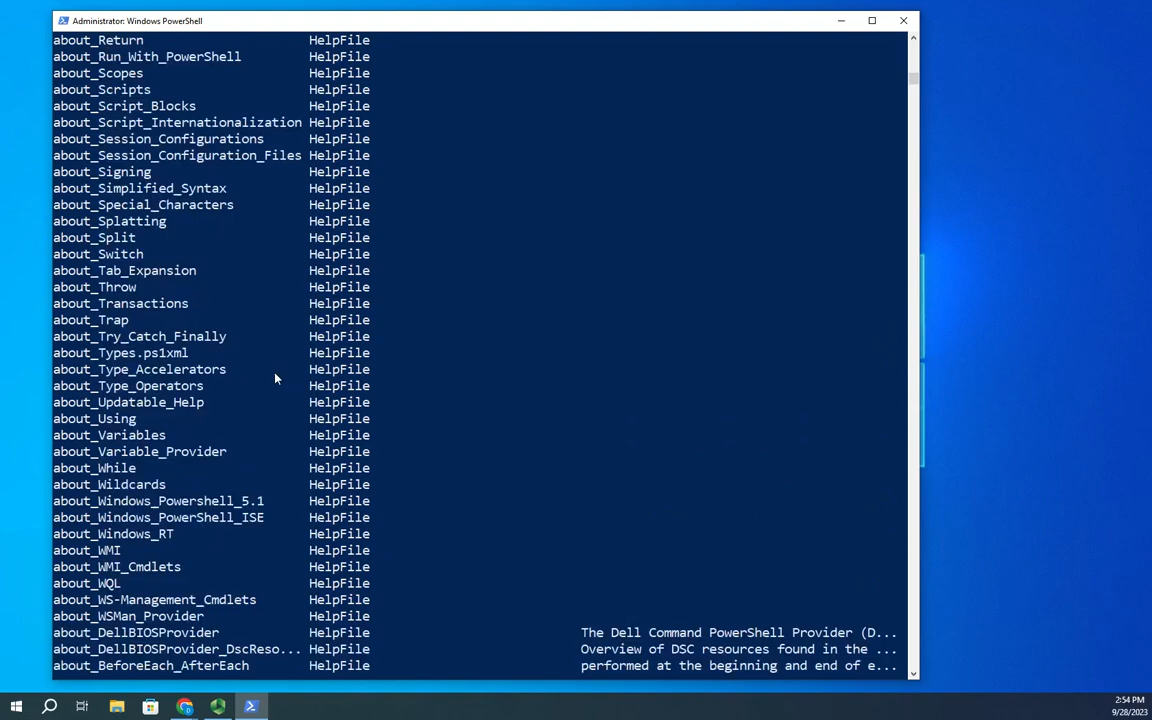 Administrator: Windows PowerShell
about_Return HelpFile
about_Run_With_PowerShell HelpFile
about_Scopes HelpFile
about_Scripts HelpFile
about_Script_Blocks HelpFile
about_Script_Internationalization HelpFile
about_Session_Configurations HelpFile
about_Session_Configuration_Files HelpFile
about_Signing HelpFile
about_Simplified_Syntax HelpFile
about_Special_Characters HelpFile
about_Splatting HelpFile
about_Split HelpFile
about_Switch HelpFile
about_Tab_Expansion HelpFile
about_Throw HelpFile
about_Transactions HelpFile
about_Trap HelpFile
about_Try_Catch_Finally HelpFile
about_Types.ps1xml HelpFile
about_Type_Accelerators HelpFile
about_Type_Operators HelpFile
about_Updatable_Help HelpFile
about_Using HelpFile
about_Variables HelpFile
about_Variable_Provider HelpFile
about_While HelpFile
about_Wildcards HelpFile
about_Windows_Powershell_5.1 HelpFile
about_Windows_PowerShell_ISE HelpFile
about_Windows_RT HelpFile
about_WMI HelpFile
about_WMI_Cmdlets HelpFile
about_WQL HelpFile
about_WS-Management_Cmdlets HelpFile
about_WSMan_Provider HelpFile
about_DellBIOSProvider HelpFile The Dell Command PowerShell Provider (D...
about_DellBIOSProvider_DscReso... HelpFile Overview of DSC resources found in the ...
about_BeforeEach_AfterEach HelpFile performed at the beginning and end of e...
2:54 PM
9/28/2023